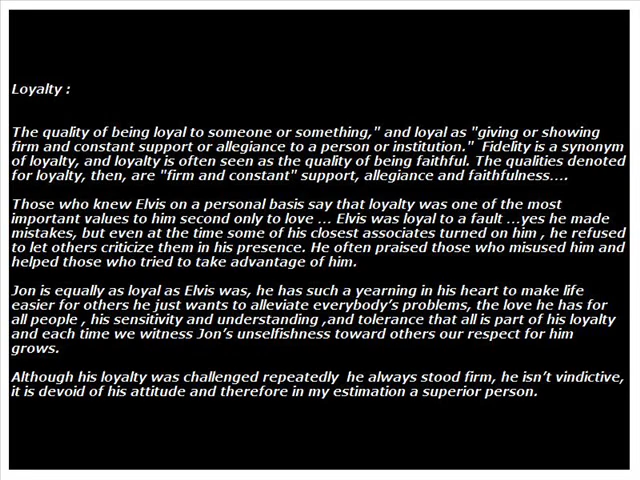 Loyalty :
The quality of being loyal to someone or something," and loyal as "giving or showing
firm and constant support or allegiance to a person or institution."  Fidelity is a synonym
of loyalty, and loyalty is often seen as the quality of being faithful. The qualities denoted
for loyalty, then, are "firm and constant" support, allegiance and faithfulness….
Those who knew Elvis on a personal basis say that loyalty was one of the most
important values to him second only to love … Elvis was loyal to a fault …yes he made
mistakes, but even at the time some of his closest associates turned on him , he refused
to let others criticize them in his presence. He often praised those who misused him and
helped those who tried to take advantage of him.
Jon is equally as loyal as Elvis was, he has such a yearning in his heart to make life
easier for others he just wants to alleviate everybody's problems, the love he has for
all people , his sensitivity and understanding ,and tolerance that all is part of his loyalty
and each time we witness Jon's unselfishness toward others our respect for him
grows.
Although his loyalty was challenged repeatedly  he always stood firm, he isn't vindictive,
it is devoid of his attitude and therefore in my estimation a superior person.